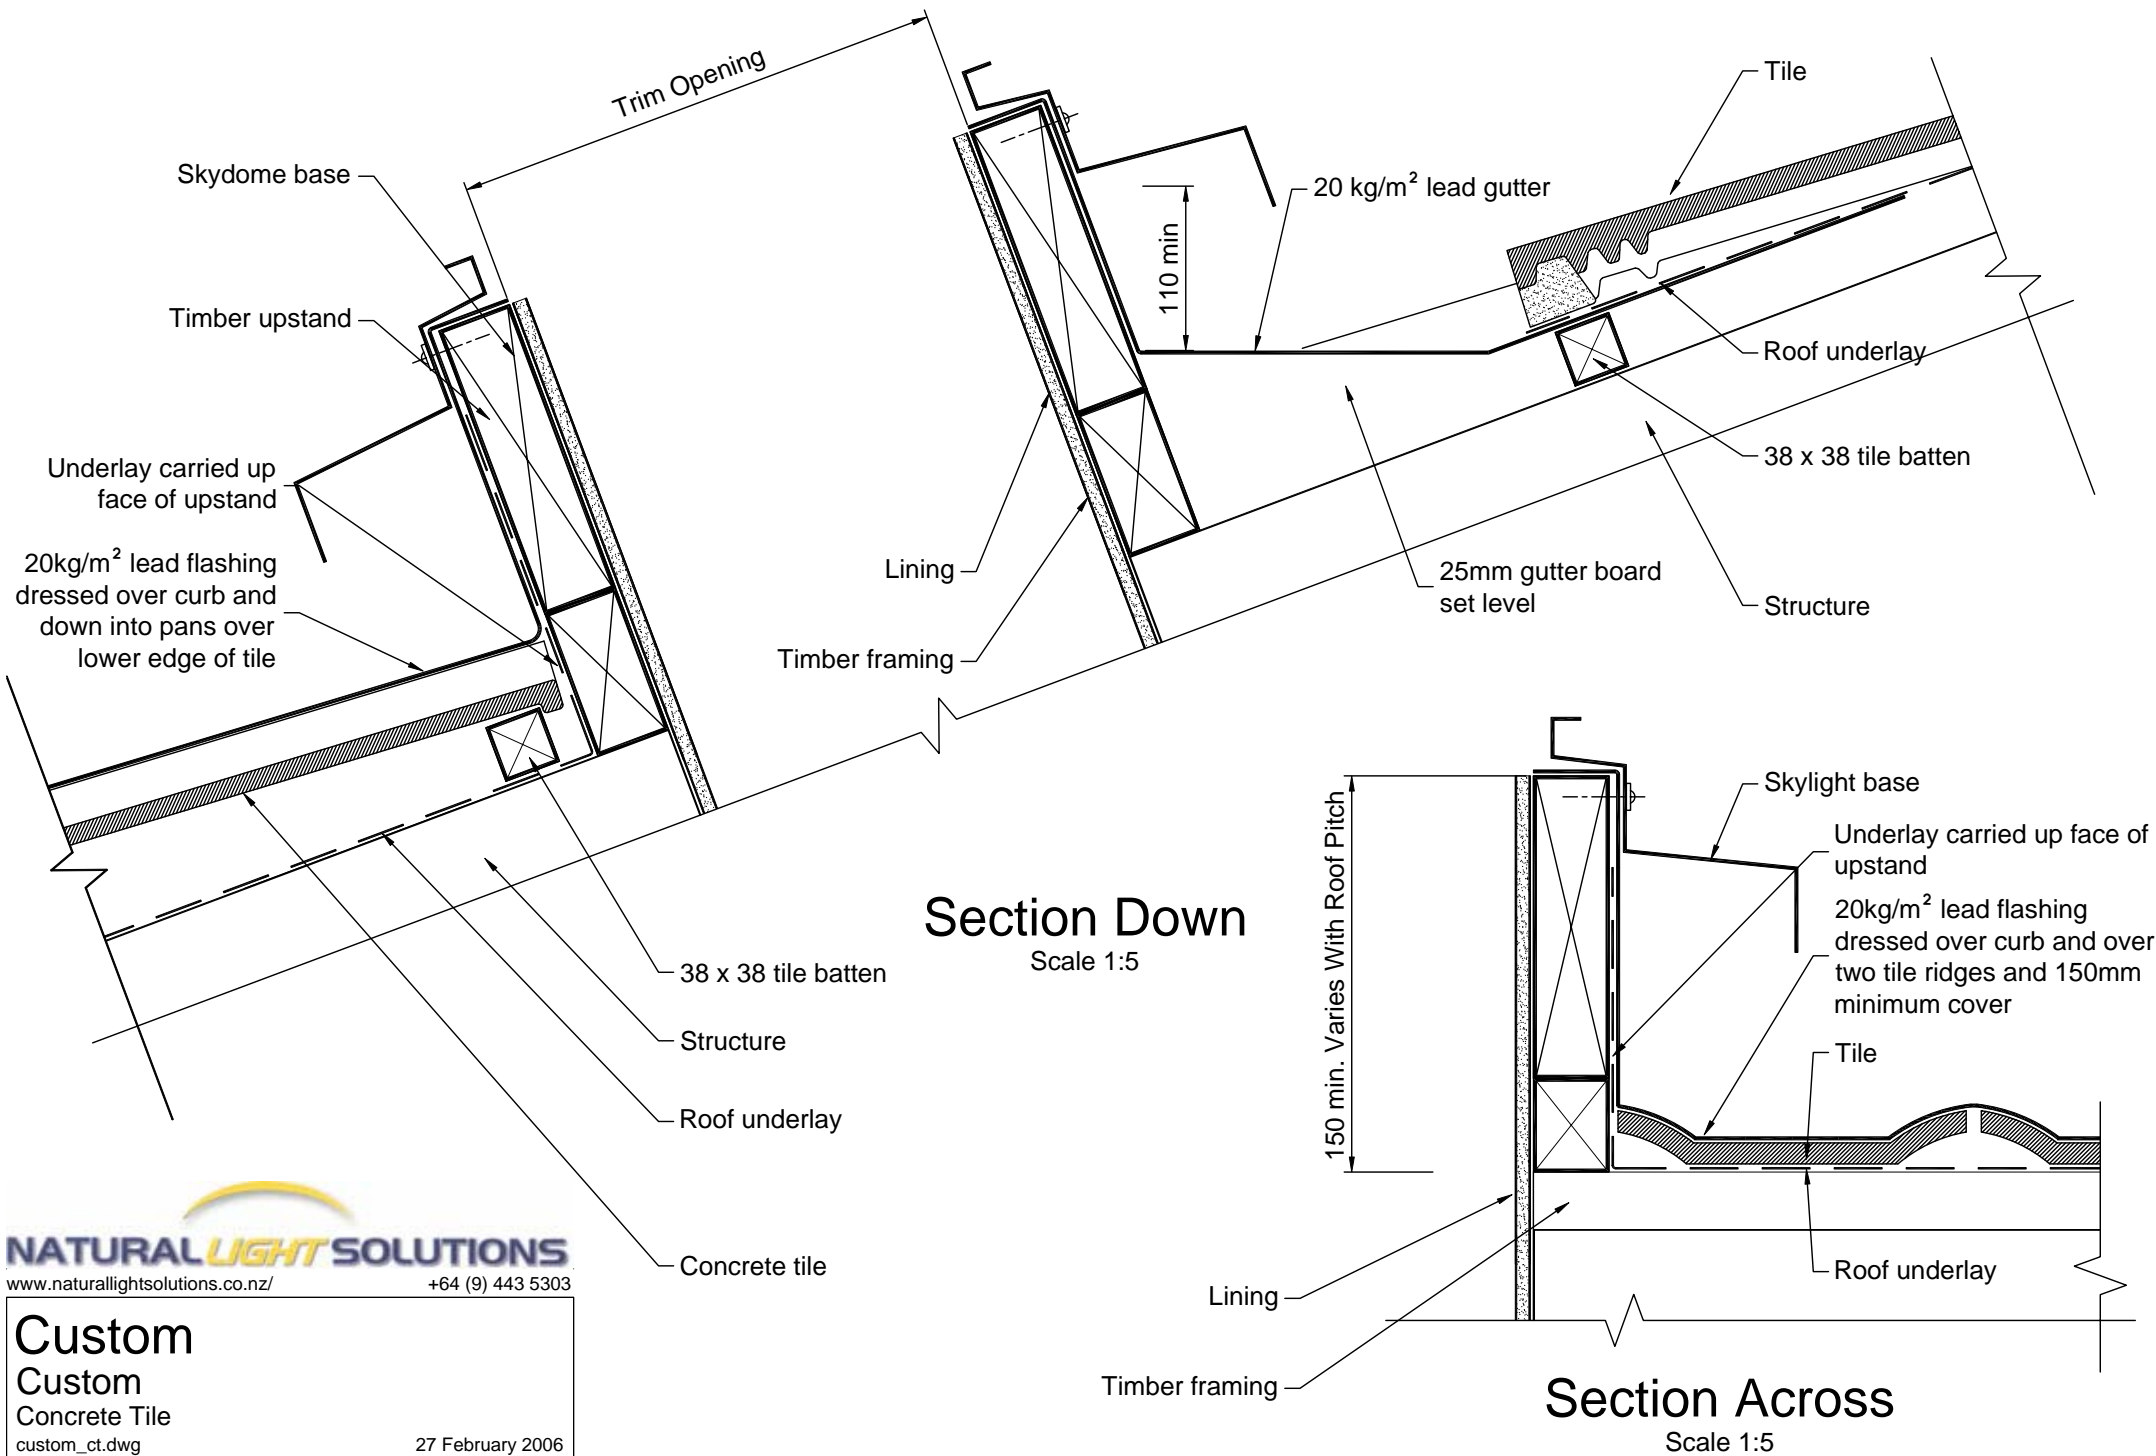 Trim Opening
Skydome base
Timber upstand
Underlay carried up
face of upstand
20kg/m² lead flashing
dressed over curb and
down into pans over
lower edge of tile
110 min
20 kg/m² lead gutter
Tile
Roof underlay
38 x 38 tile batten
25mm gutter board
set level
Structure
Lining
Timber framing
Section Down
Scale 1:5
38 x 38 tile batten
Structure
Roof underlay
Concrete tile
150 min. Varies With Roof Pitch
Skylight base
Underlay carried up face of
upstand
20kg/m² lead flashing
dressed over curb and over
two tile ridges and 150mm
minimum cover
Tile
Roof underlay
Lining
Timber framing
Section Across
Scale 1:5
NATURAL LIGHT SOLUTIONS
www.naturallightsolutions.co.nz/ +64 (9) 443 5303
Custom
Custom
Concrete Tile
custom_ct.dwg 27 February 2006